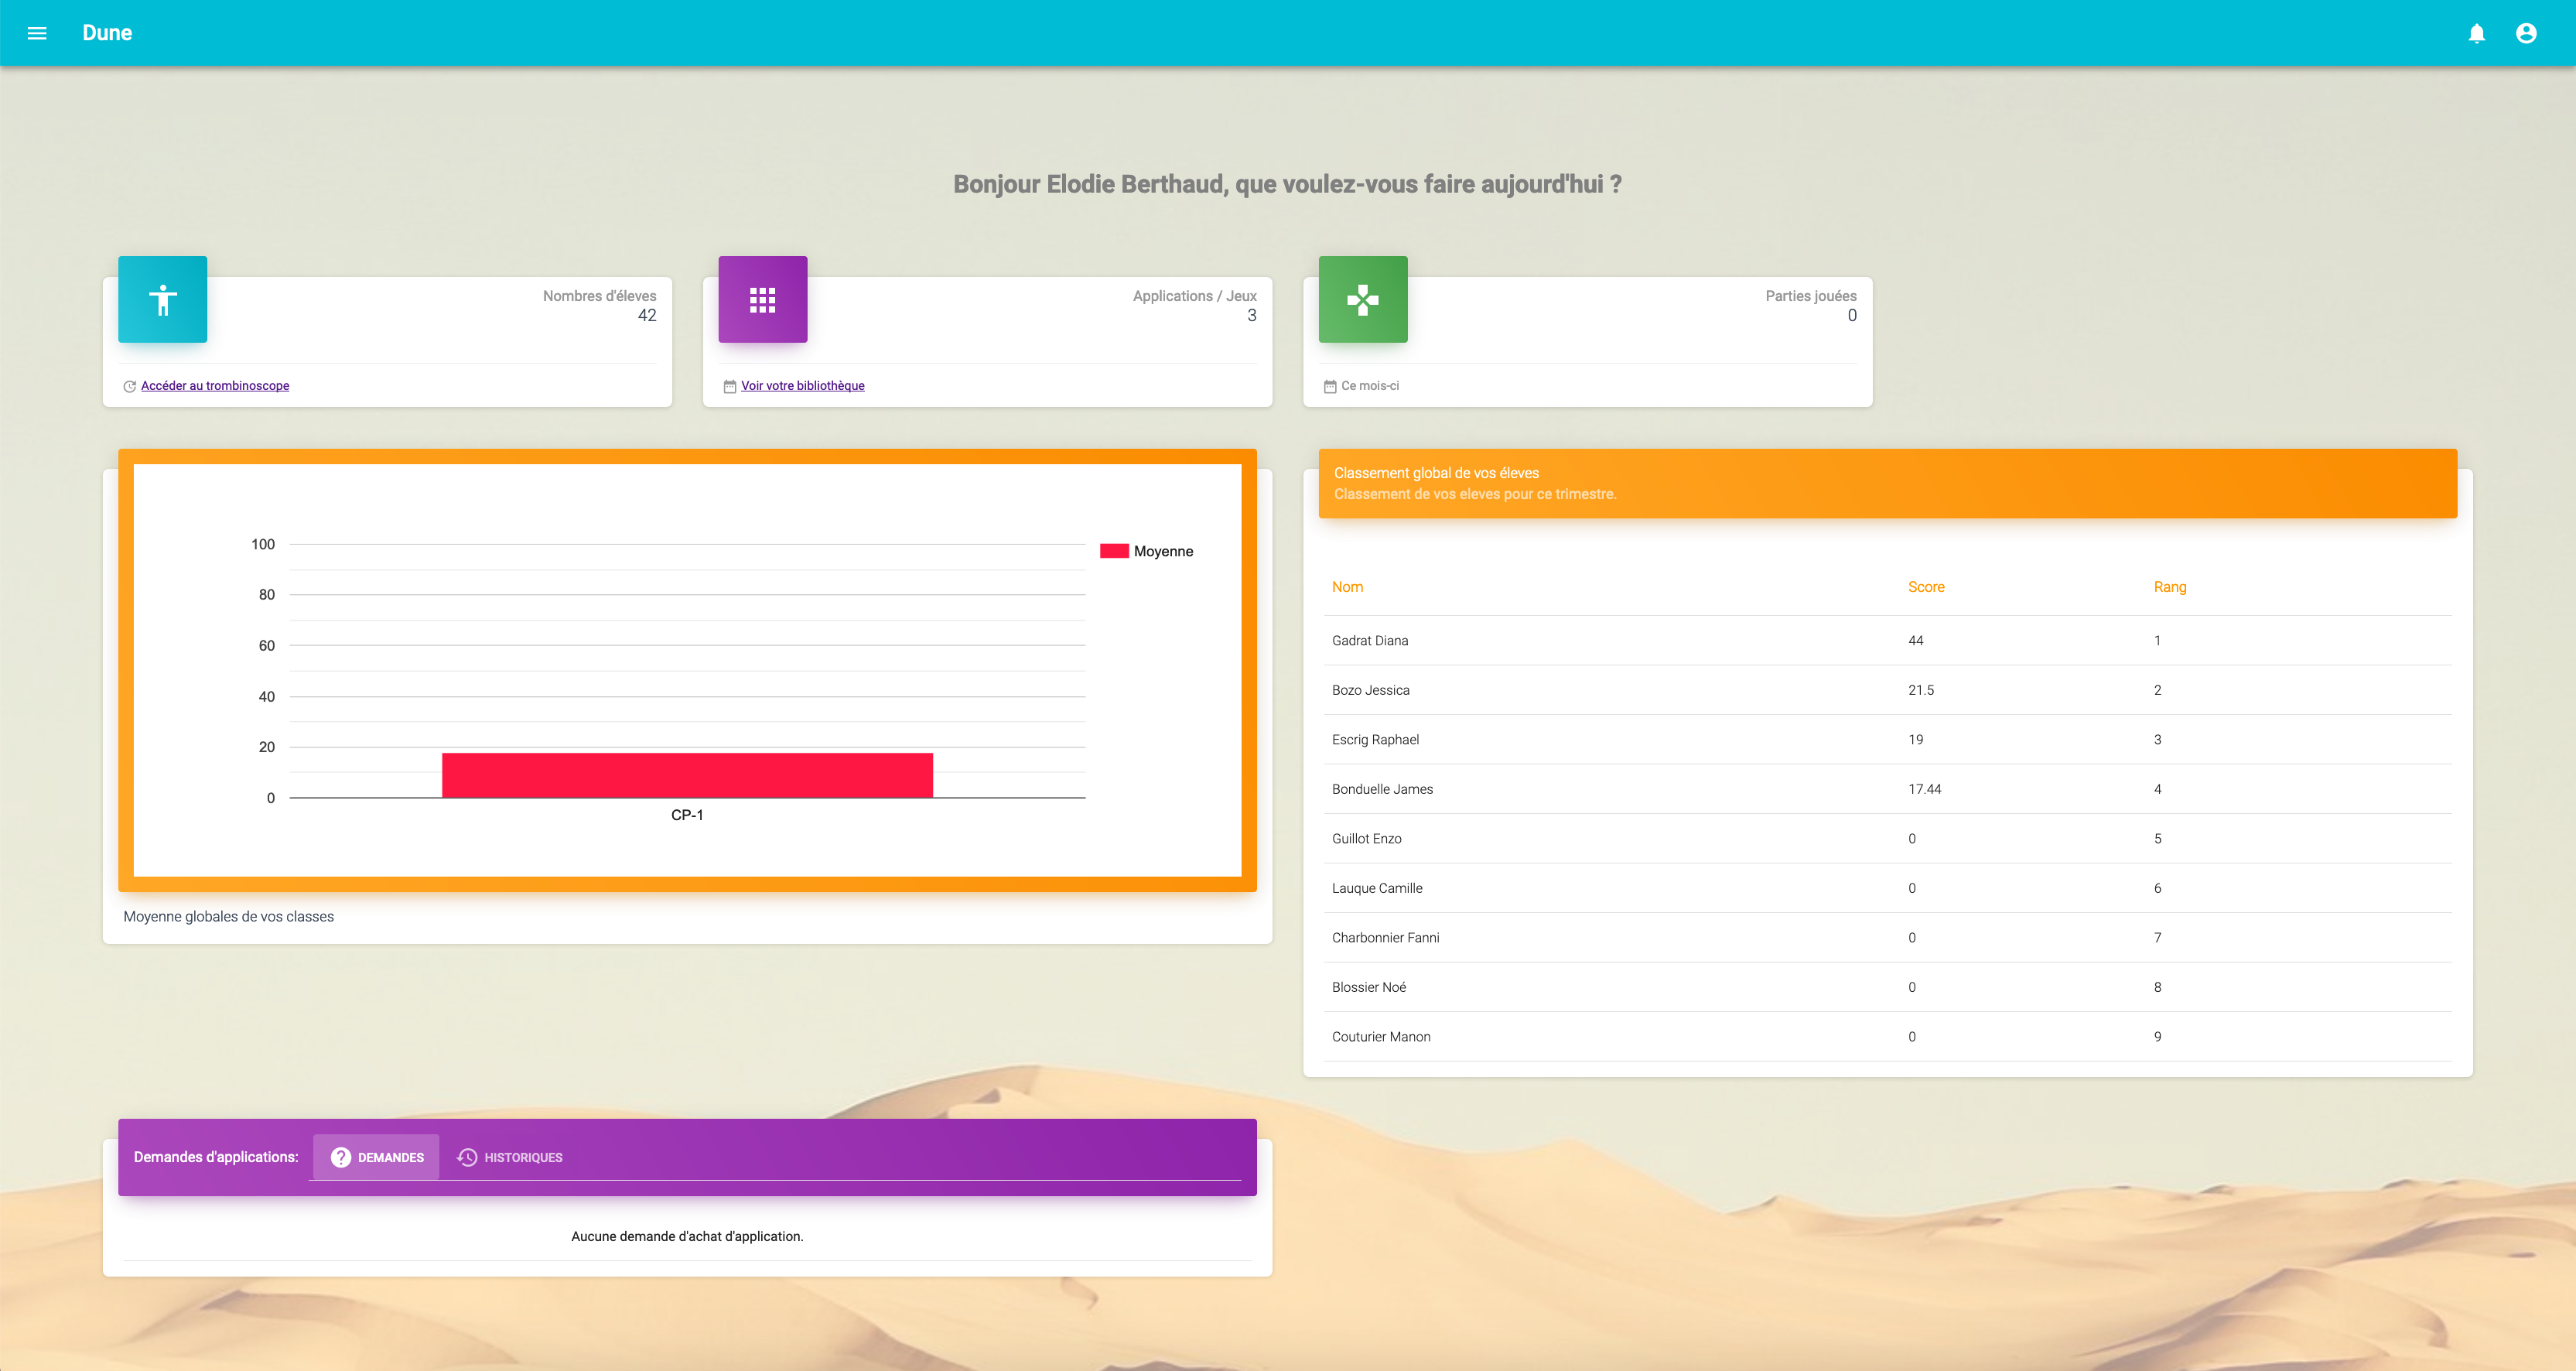 Dune
Bonjour Elodie Berthaud, que voulez-vous faire aujourd'hui ?
Nombres d'éleves
42
Accéder au trombinoscope
Applications / Jeux
3
Voir votre bibliothèque
Parties jouées
0
Ce mois-ci
100
80
60
40
20
0
CP-1
Moyenne
Moyenne globales de vos classes
Classement global de vos éleves
Classement de vos eleves pour ce trimestre.
Nom Score Rang
Gadrat Diana 44 1
Bozo Jessica 21.5 2
Escrig Raphael 19 3
Bonduelle James 17.44 4
Guillot Enzo 0 5
Lauque Camille 0 6
Charbonnier Fanni 0 7
Blossier Noé 0 8
Couturier Manon 0 9
Demandes d'applications: DEMANDES HISTORIQUES
Aucune demande d'achat d'application.